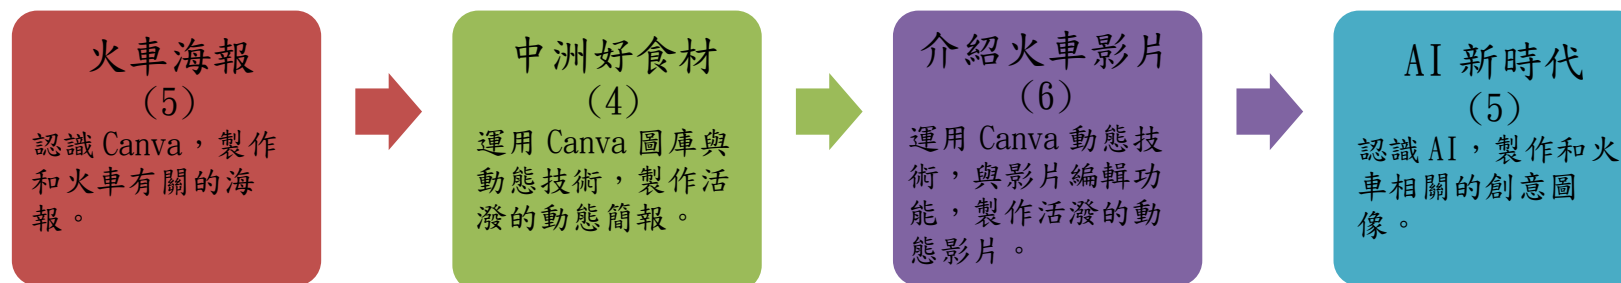 火車海報
(5)
認識 Canva，製作
和火車有關的海
報。
中洲好食材
(4)
運用 Canva 圖庫與
動態技術，製作活
潑的動態簡報。
介紹火車影片
(6)
運用 Canva 動態技
術，與影片編輯功
能，製作活潑的動
態影片。
AI 新時代
(5)
認識 AI，製作和火
車相關的創意圖
像。